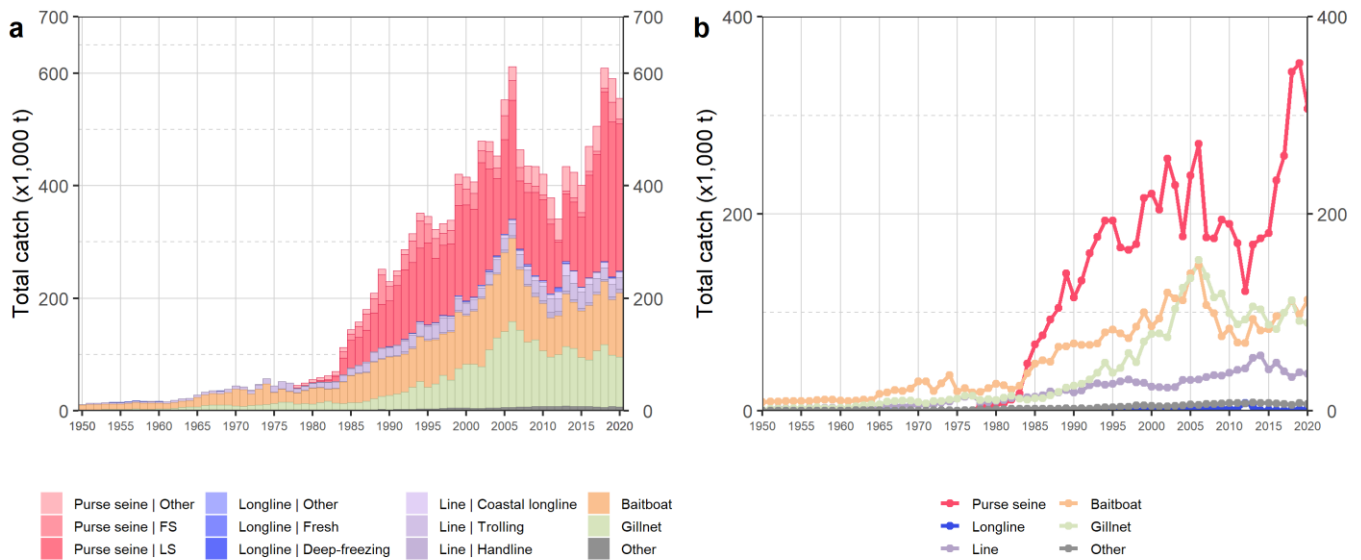 a
Total catch (x1,000 t)
700
600
400
200
0
700
600
400
200
0
1950 1955 1960 1965 1970 1975 1980 1985 1990 1995 2000 2005 2010 2015 2020
Purse seine | Other
Purse seine | FS
Purse seine | LS
Longline | Other
Longline | Fresh
Longline | Deep-freezing
Line | Coastal longline
Line | Trolling
Line | Handline
Baitboat
Gillnet
Other
b
Total catch (x1,000 t)
400
200
0
400
200
0
1950 1955 1960 1965 1970 1975 1980 1985 1990 1995 2000 2005 2010 2015 2020
Purse seine
Longline
Line
Baitboat
Gillnet
Other